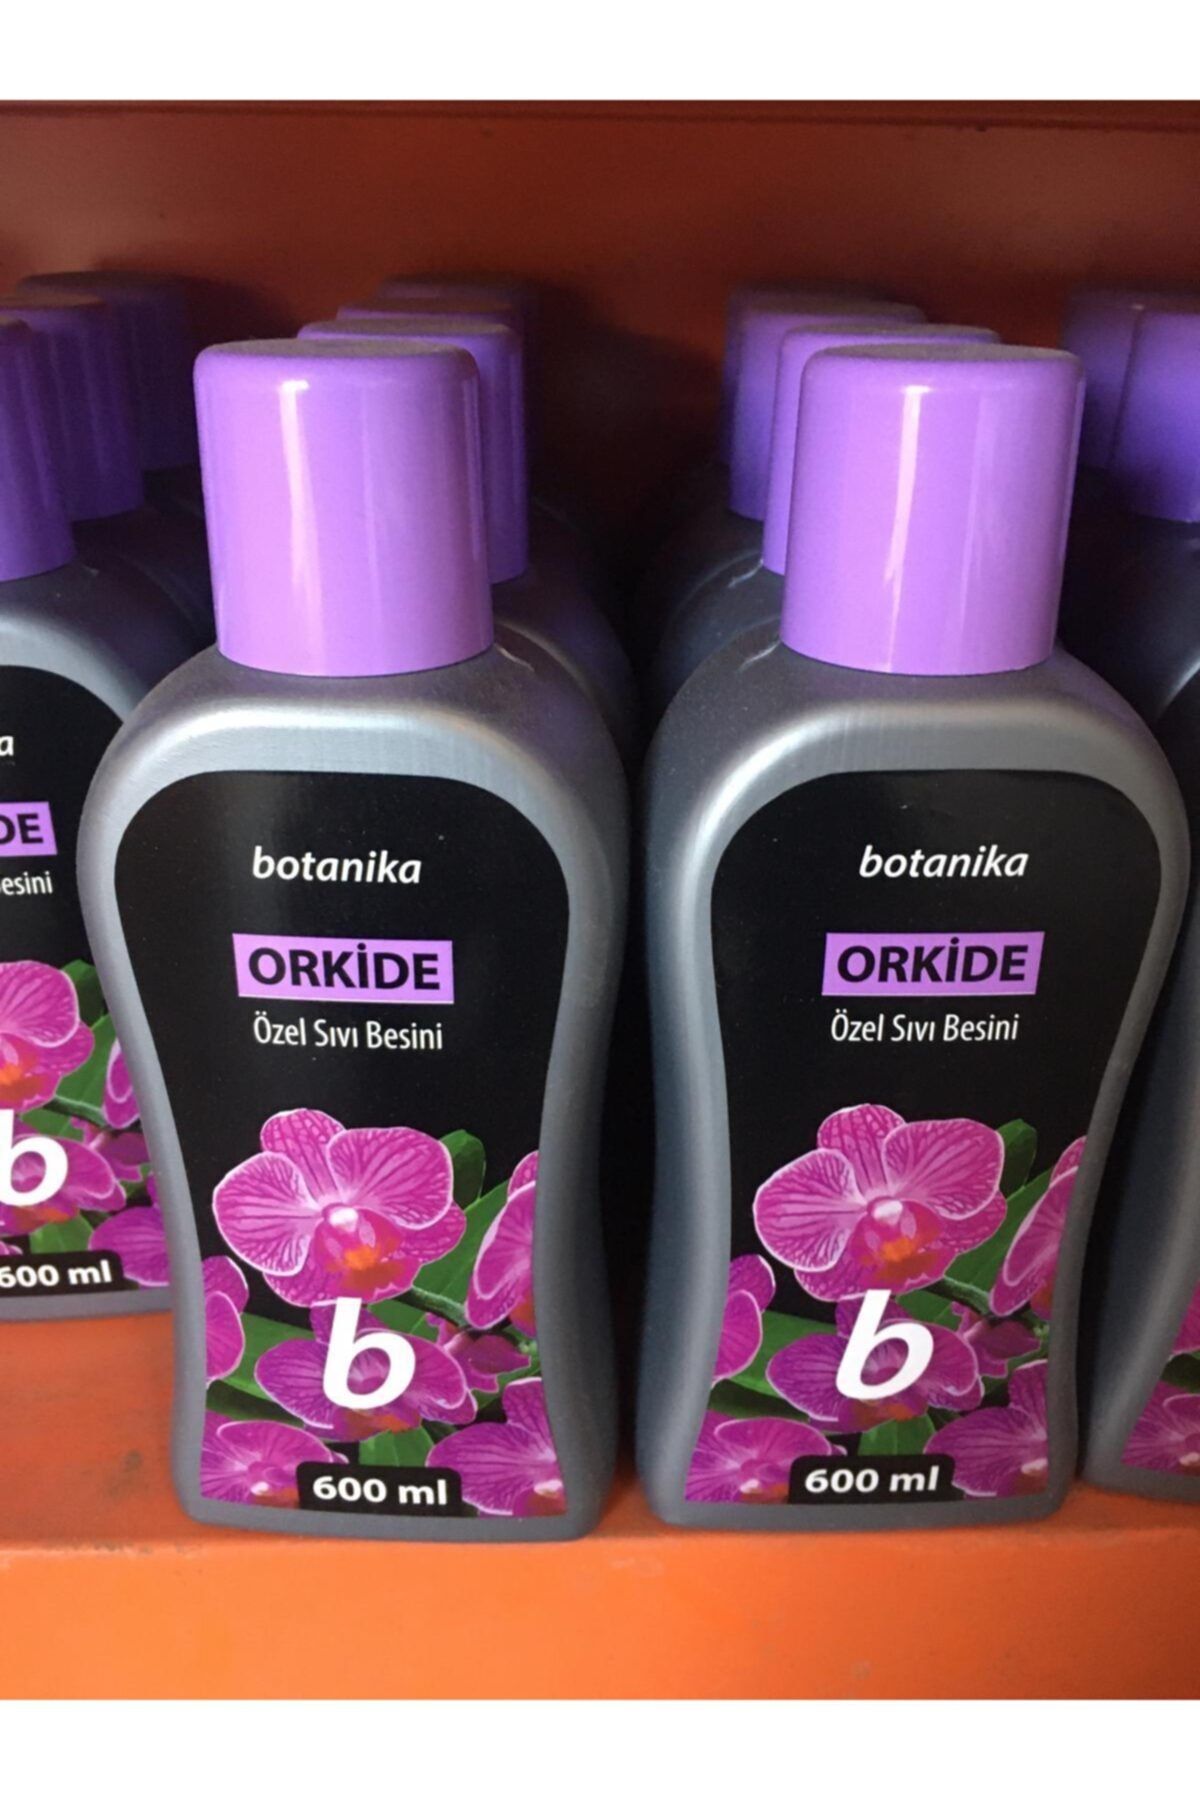 botanika
ORKİDE
Özel Sıvı Besini
b
600 ml
botanika
ORKİDE
Özel Sıvı Besini
b
600 ml
b
600 ml